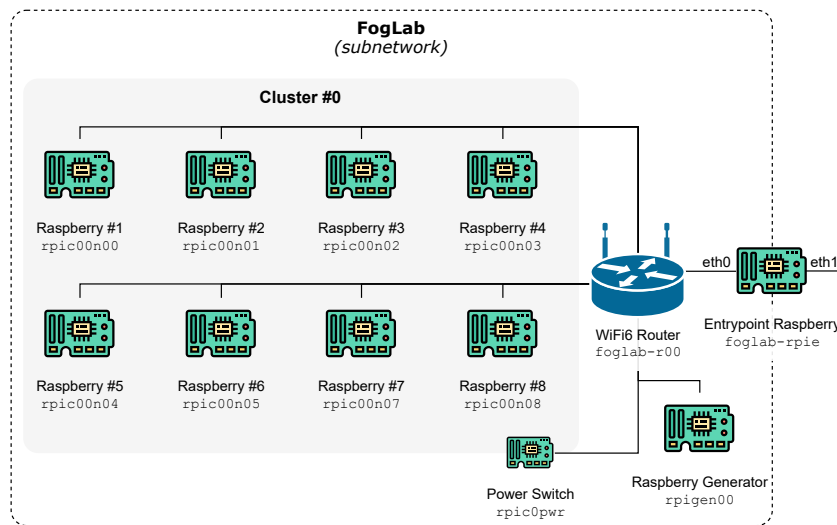 FogLab
(subnetwork)
Cluster #0
Raspberry #1
rpic00n00
Raspberry #2
rpic00n01
Raspberry #3
rpic00n02
Raspberry #4
rpic00n03
eth0
eth1
WiFi6 Router
foglab-r00
Entrypoint Raspberry
foglab-rpie
Raspberry #5
rpic00n04
Raspberry #6
rpic00n05
Raspberry #7
rpic00n07
Raspberry #8
rpic00n08
Power Switch
rpic0pwr
Raspberry Generator
rpigen00